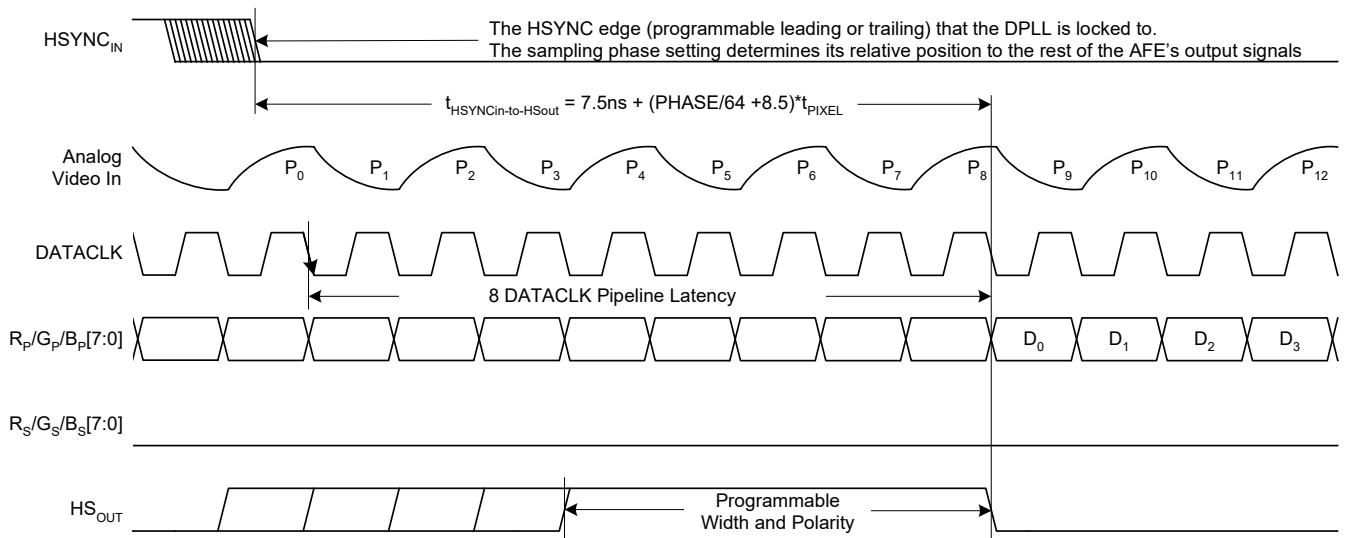 HSYNCIN
The HSYNC edge (programmable leading or trailing) that the DPLL is locked to.
The sampling phase setting determines its relative position to the rest of the AFE's output signals
tHSYNCin-to-HSout = 7.5ns + (PHASE/64 +8.5)*tPIXEL
Analog
Video In
P0 P1 P2 P3 P4 P5 P6 P7 P8 P9 P10 P11 P12
DATACLK
8 DATACLK Pipeline Latency
RP/GP/BP[7:0]
D0 D1 D2 D3
RS/GS/BS[7:0]
HSOUT
Programmable
Width and Polarity